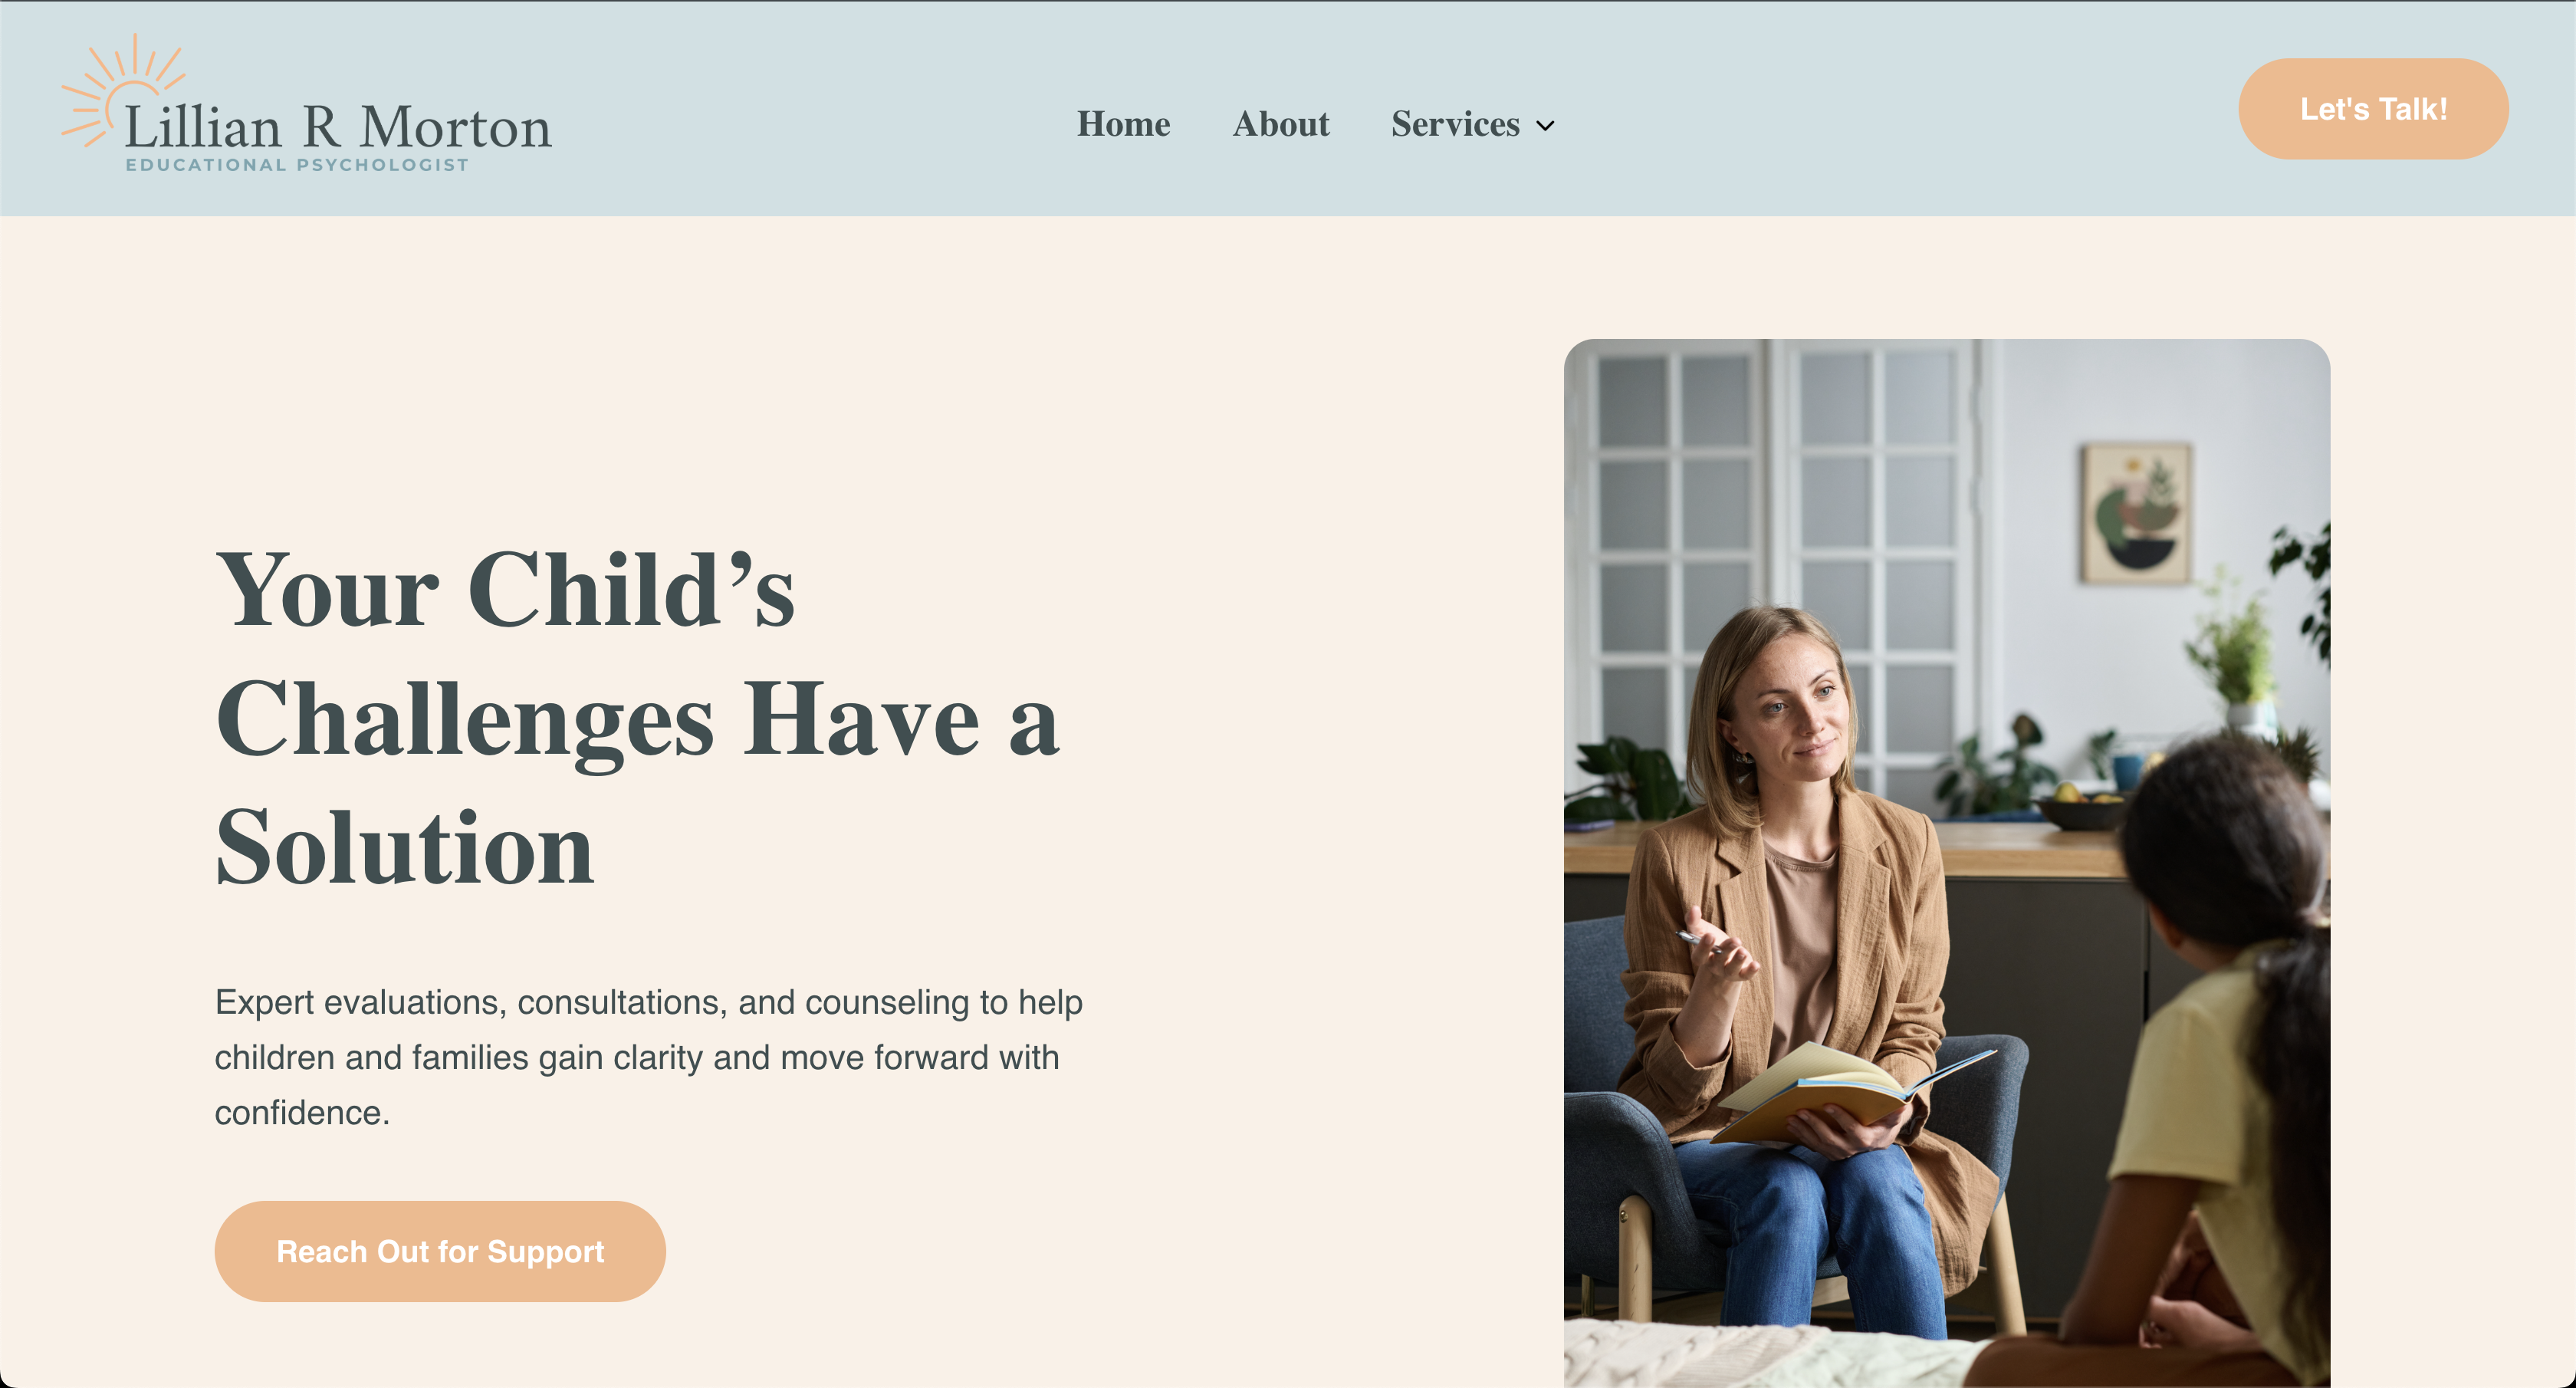 Lillian R Morton
EDUCATIONAL PSYCHOLOGIST
Home
About
Services
Let's Talk!
Your Child’s
Challenges Have a
Solution
Expert evaluations, consultations, and counseling to help
children and families gain clarity and move forward with
confidence.
Reach Out for Support